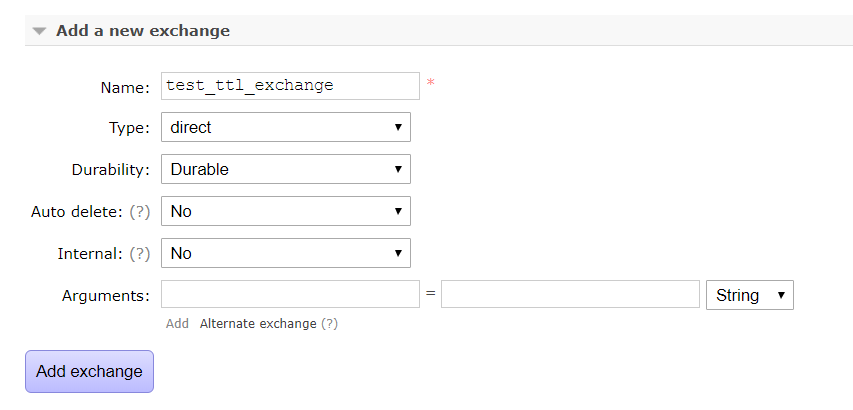 Add a new exchange
Name: test_ttl_exchange *
Type: direct
Durability: Durable
Auto delete: (?) No
Internal: (?) No
Arguments: = String
Add Alternate exchange (?)
Add exchange